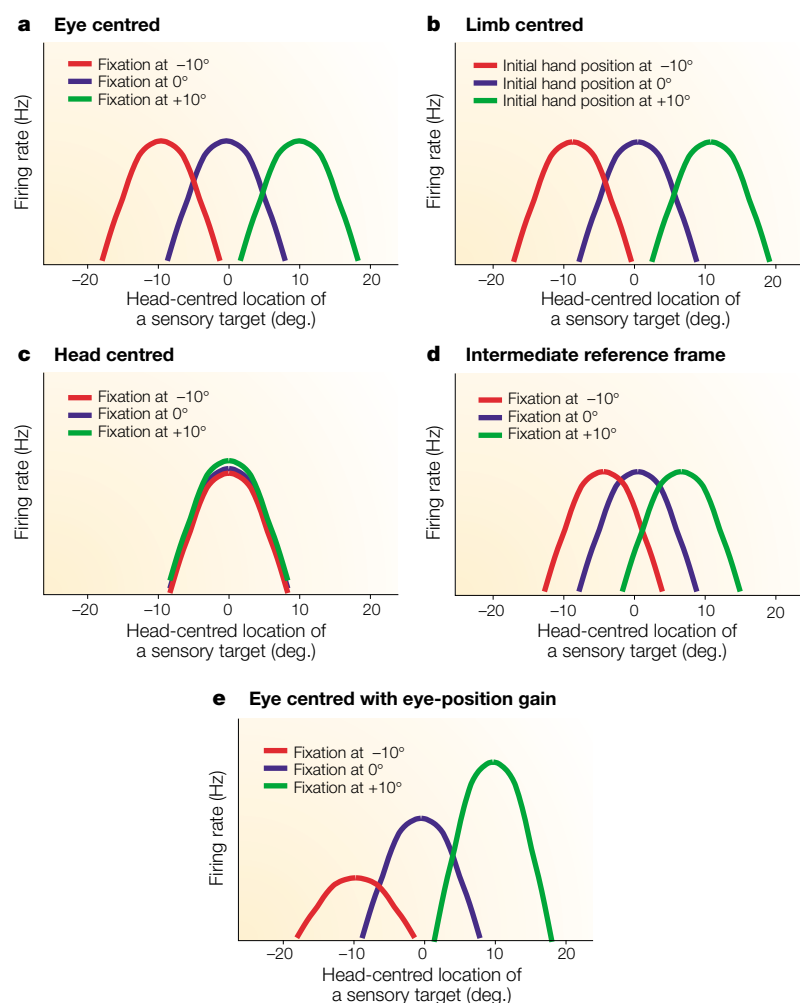 a Eye centred
Firing rate (Hz)
Fixation at –10°
Fixation at 0°
Fixation at +10°
–20 –10 0 10 20
Head-centred location of
a sensory target (deg.)
b Limb centred
Firing rate (Hz)
Initial hand position at –10°
Initial hand position at 0°
Initial hand position at +10°
–20 –10 0 10 20
Head-centred location of
a sensory target (deg.)
c Head centred
Firing rate (Hz)
Fixation at –10°
Fixation at 0°
Fixation at +10°
–20 –10 0 10 20
Head-centred location of
a sensory target (deg.)
d Intermediate reference frame
Firing rate (Hz)
Fixation at –10°
Fixation at 0°
Fixation at +10°
–20 –10 0 10 20
Head-centred location of
a sensory target (deg.)
e Eye centred with eye-position gain
Firing rate (Hz)
Fixation at –10°
Fixation at 0°
Fixation at +10°
–20 –10 0 10 20
Head-centred location of
a sensory target (deg.)